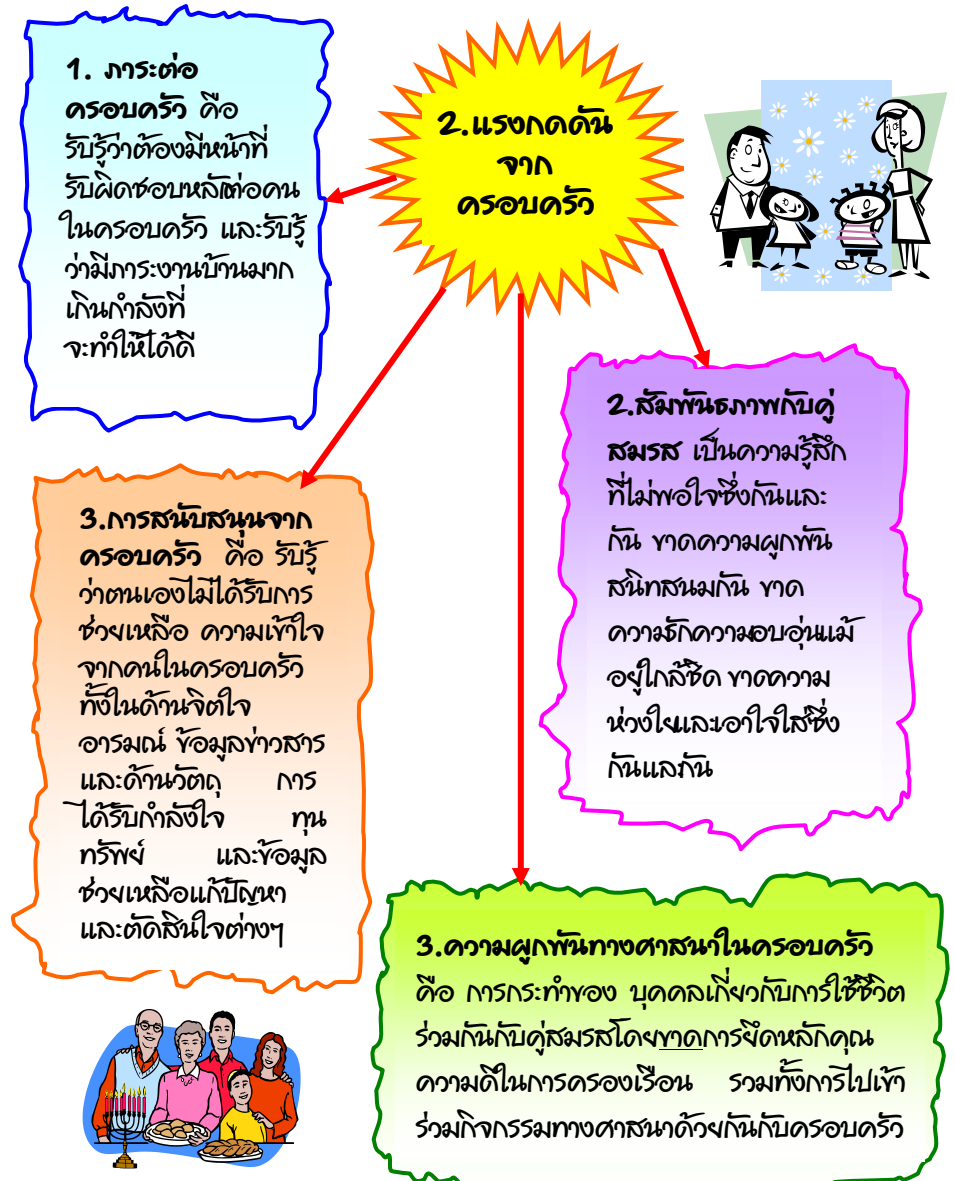 2.แรงกดดัน
จาก
ครอบครัว
1. ภาระต่อ
ครอบครัว คือ
รับรู้ว่าต้องมีหน้าที่
รับผิดชอบหลักต่อคน
ในครอบครัว และรับรู้
ว่ามีภาระงานบ้านมาก
เกินกำลังที่
จะทำให้ได้ดี
2.สัมพันธภาพกับคู่
สมรส เป็นความรู้สึก
ที่ไม่พอใจซึ่งกันและ
กัน ขาดความผูกพัน
สนิทสนมกัน ขาด
ความรักความอบอุ่นแม้
อยู่ใกล้ชิด ขาดความ
ห่วงใยและเอาใจใส่ซึ่ง
กันและกัน
3.การสนับสนุนจาก
ครอบครัว คือ รับรู้
ว่าตนเองไม่ได้รับการ
ช่วยเหลือ ความเข้าใจ
จากคนในครอบครัว
ทั้งในด้านจิตใจ
อารมณ์ ข้อมูลข่าวสาร
และด้านวัตถุ การ
ได้รับกำลังใจ ทุน
ทรัพย์ และข้อมูล
ช่วยเหลือแก้ปัญหา
และตัดสินใจต่างๆ
3.ความผูกพันทางศาสนาในครอบครัว
คือ การกระทำของ บุคคลเกี่ยวกับการใช้ชีวิต
ร่วมกันกับคู่สมรสโดยขาดการยึดหลักคุณ
ความดีในการครองเรือน รวมทั้งการไปเข้า
ร่วมกิจกรรมทางศาสนาด้วยกันกับครอบครัว